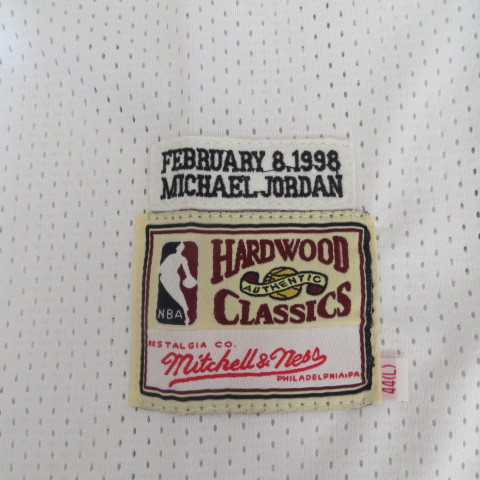 FEBRUARY 8.1998
MICHAEL JORDAN
HARDWOOD
AUTHENTIC
CLASSICS
NBA
NOSTALGIA CO.
Mitchell & Ness
PHILADELPHIA, PA
44(L)